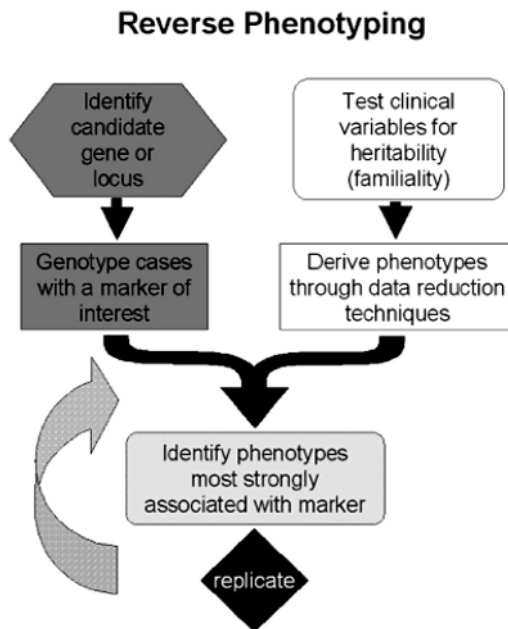 Reverse Phenotyping
Identify
candidate
gene or
locus
Test clinical
variables for
heritability
(familiality)
Genotype cases
with a marker of
interest
Derive phenotypes
through data reduction
techniques
Identify phenotypes
most strongly
associated with marker
replicate